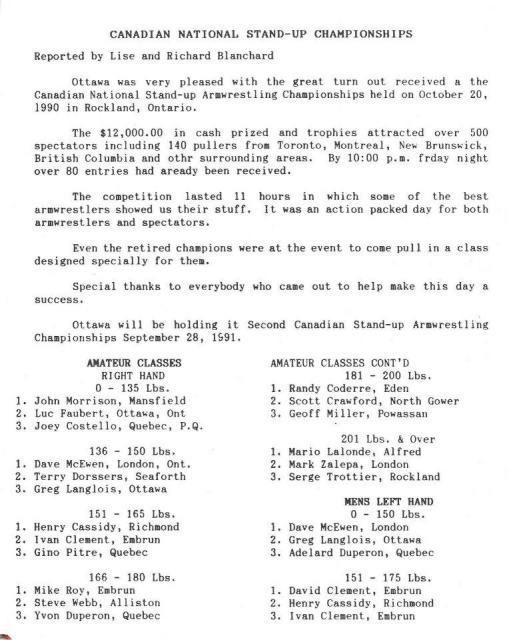 CANADIAN NATIONAL STAND-UP CHAMPIONSHIPS
Reported by Lise and Richard Blanchard
Ottawa was very pleased with the great turn out received a the
Canadian National Stand-up Armwrestling Championships held on October 20,
1990 in Rockland, Ontario.
The $12,000.00 in cash prized and trophies attracted over 500
spectators including 140 pullers from Toronto, Montreal, New Brunswick,
British Columbia and othr surrounding areas. By 10:00 p.m. frday night
over 80 entries had aready been received.
The competition lasted 11 hours in which some of the best
armwrestlers showed us their stuff. It was an action packed day for both
armwrestlers and spectators.
Even the retired champions were at the event to come pull in a class
designed specially for them.
Special thanks to everybody who came out to help make this day a
success.
Ottawa will be holding it Second Canadian Stand-up Armwrestling
Championships September 28, 1991.
AMATEUR CLASSES
RIGHT HAND
0 - 135 Lbs.
1. John Morrison, Mansfield
2. Luc Faubert, Ottawa, Ont
3. Joey Costello, Quebec, P.Q.
136 - 150 Lbs.
1. Dave McEwen, London, Ont.
2. Terry Dorssers, Seaforth
3. Greg Langlois, Ottawa
151 - 165 Lbs.
1. Henry Cassidy, Richmond
2. Ivan Clement, Embrun
3. Gino Pitre, Quebec
166 - 180 Lbs.
1. Mike Roy, Embrun
2. Steve Webb, Alliston
3. Yvon Duperon, Quebec
AMATEUR CLASSES CONT'D
181 - 200 Lbs.
1. Randy Coderre, Eden
2. Scott Crawford, North Gower
3. Geoff Miller, Powassan
201 Lbs. & Over
1. Mario Lalonde, Alfred
2. Mark Zalepa, London
3. Serge Trottier, Rockland
MENS LEFT HAND
0 - 150 Lbs.
1. Dave McEwen, London
2. Greg Langlois, Ottawa
3. Adelard Duperon, Quebec
151 - 175 Lbs.
1. David Clement, Embrun
2. Henry Cassidy, Richmond
3. Ivan Clement, Embrun